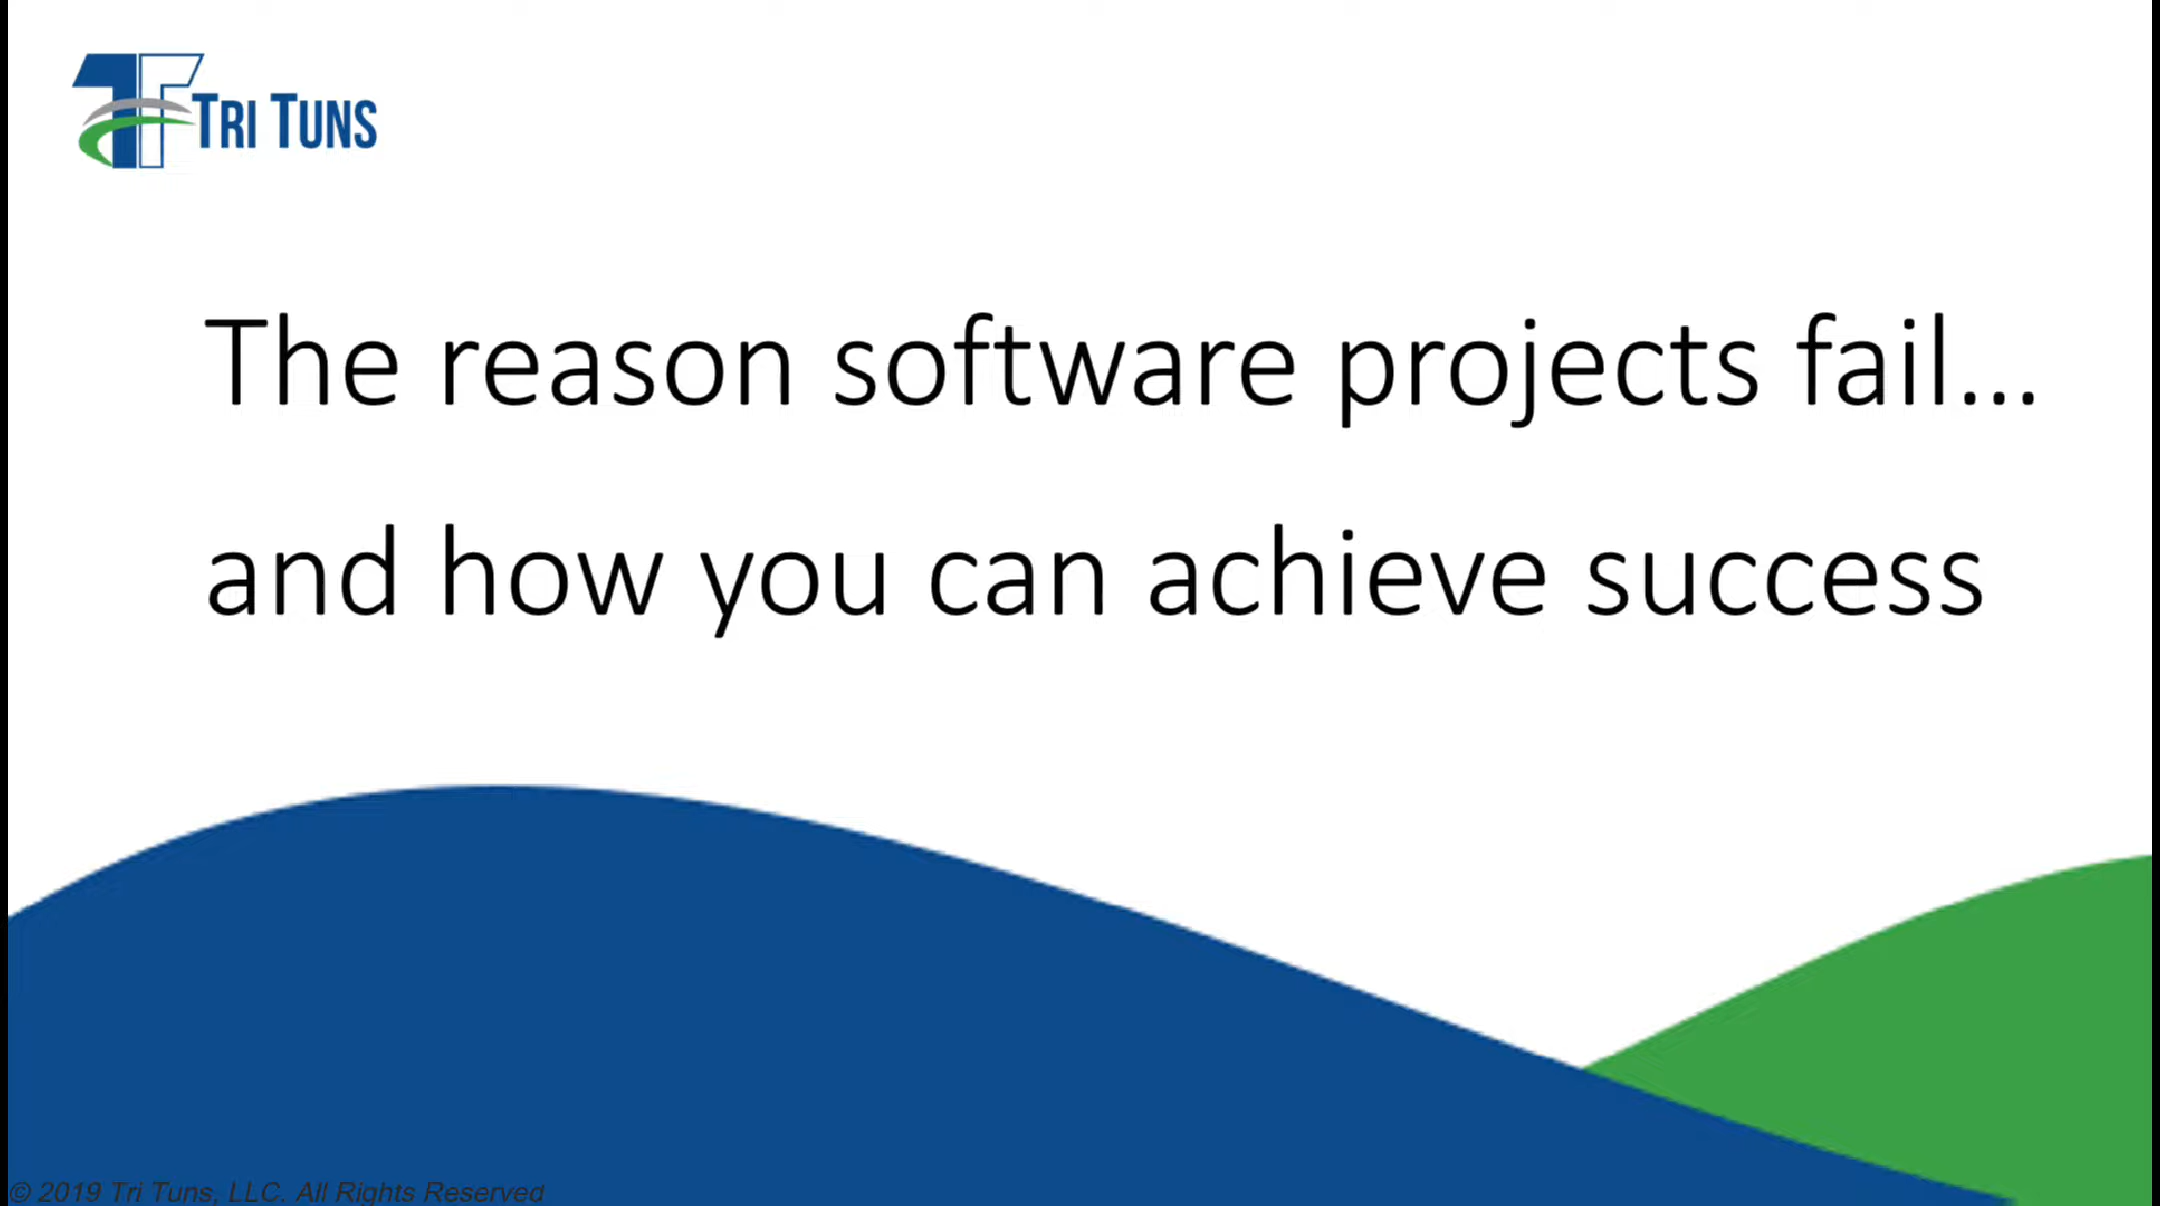 TRI TUNS
The reason software projects fail...
and how you can achieve success
© 2019 Tri Tuns, LLC. All Rights Reserved